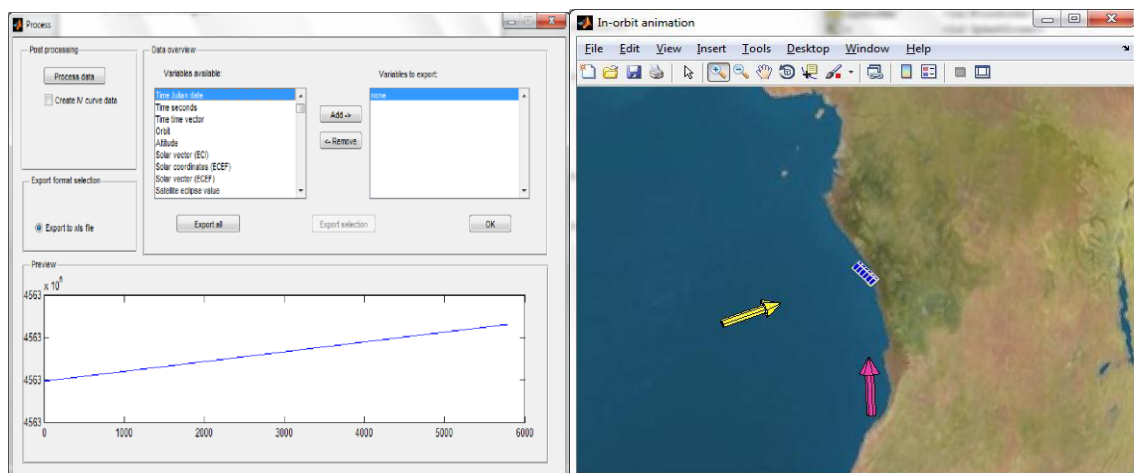 Process
Post processing
Process data
Create IV curve data
Export format selection
Export to xls file
Data overview
Variables available:
Time Julian date
Time seconds
Time time vector
Orbit
Altitude
Solar vector (ECI)
Solar coordinates (ECEF)
Solar vector (ECEF)
Satellite eclipse value
Add ->
<- Remove
Variables to export:
none
Export all
Export selection
OK
Preview
x 10^6
4563
4563
4563
4563
0 1000 2000 3000 4000 5000 6000
In-orbit animation
File Edit View Insert Tools Desktop Window Help